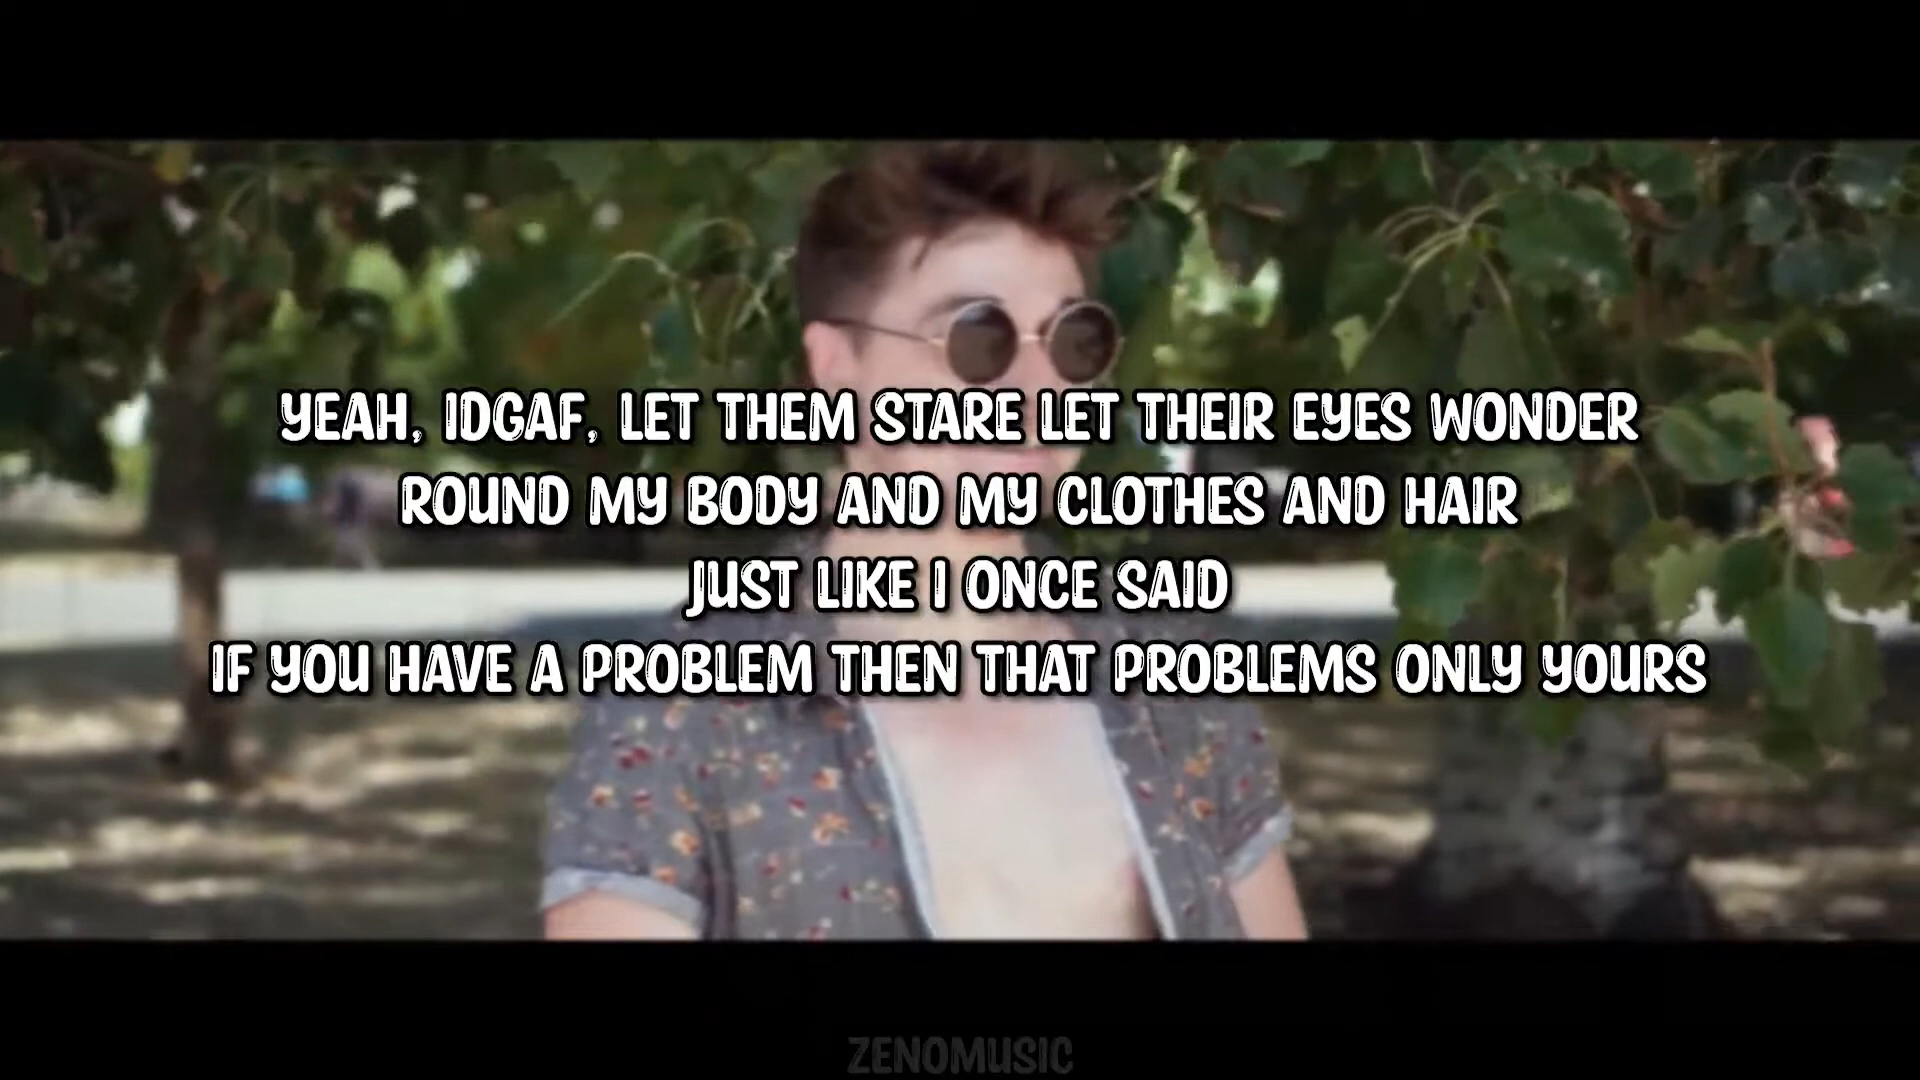 YEAH, IDGAF, LET THEM STARE LET THEIR EYES WONDER
ROUND MY BODY AND MY CLOTHES AND HAIR
JUST LIKE I ONCE SAID
IF YOU HAVE A PROBLEM THEN THAT PROBLEMS ONLY YOURS
ZENOMUSIC